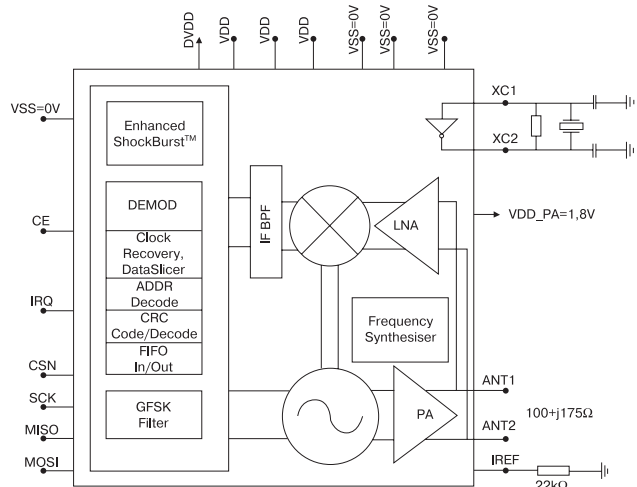 DVDD
VDD
VDD
VDD
VSS=0V
VSS=0V
VSS=0V
VSS=0V
XC1
XC2
Enhanced
ShockBurst™
DEMOD
Clock
Recovery,
DataSlicer
ADDR
Decode
CRC
Code/Decode
FIFO
In/Out
GFSK
Filter
IF BPF
LNA
VDD_PA=1,8V
CE
IRQ
CSN
SCK
MISO
MOSI
Frequency
Synthesiser
PA
ANT1
ANT2
100+j175Ω
IREF
22kΩ